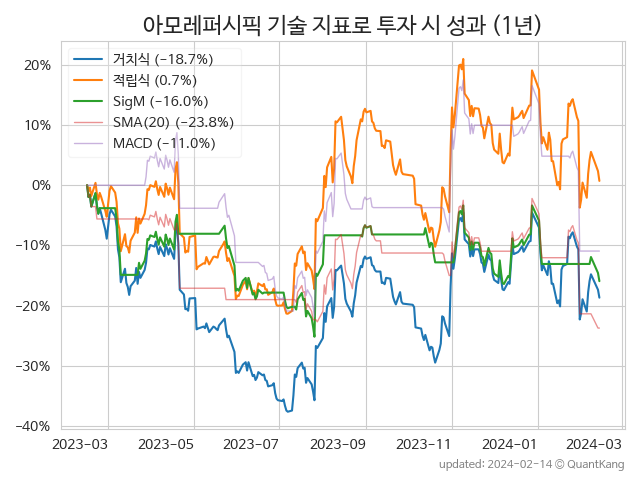 아모레퍼시픽 기술 지표로 투자 시 성과 (1년)
거치식 (−18.7%)
적립식 (0.7%)
SigM (−16.0%)
SMA(20) (−23.8%)
MACD (−11.0%)
20%
10%
0%
−10%
−20%
−30%
−40%
2023-03 2023-05 2023-07 2023-09 2023-11 2024-01 2024-03
updated: 2024-02-14 © QuantKang